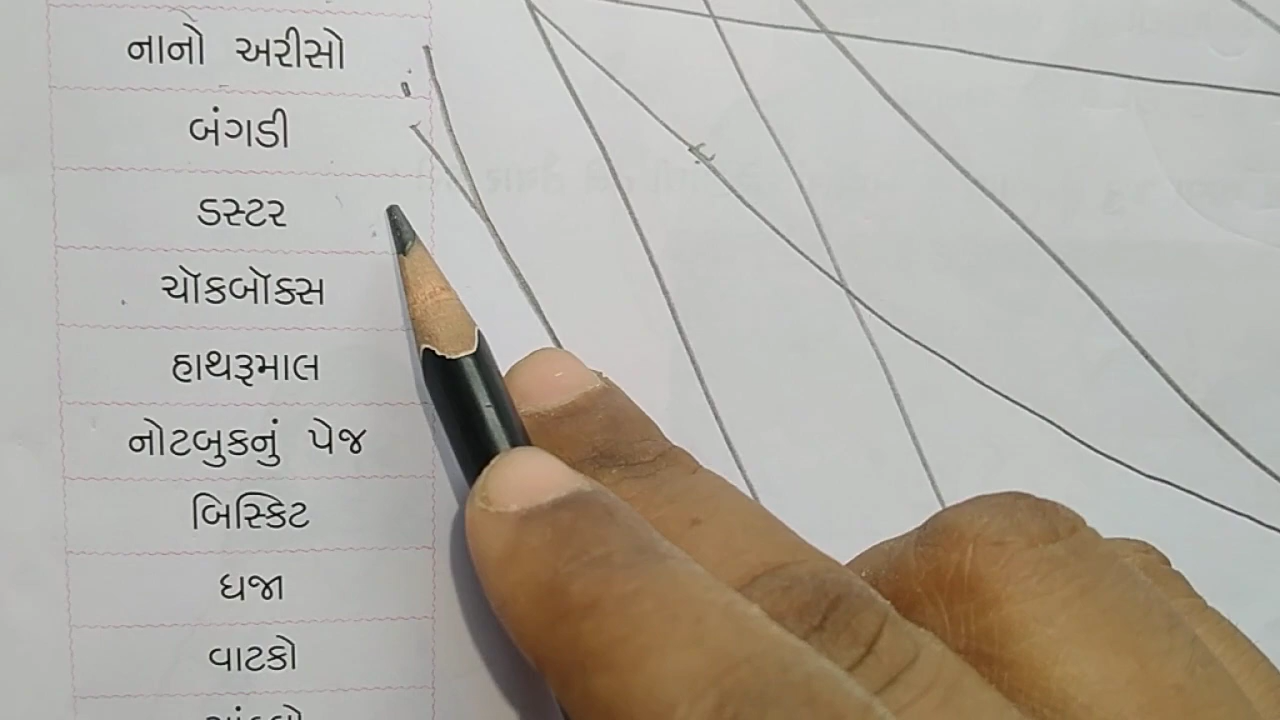 નાનો અરીસો
બંગડી
ડસ્ટર
ચૉકબૉક્સ
હાથરૂમાલ
નોટબુકનું પેજ
બિસ્કિટ
ધજા
વાટકો